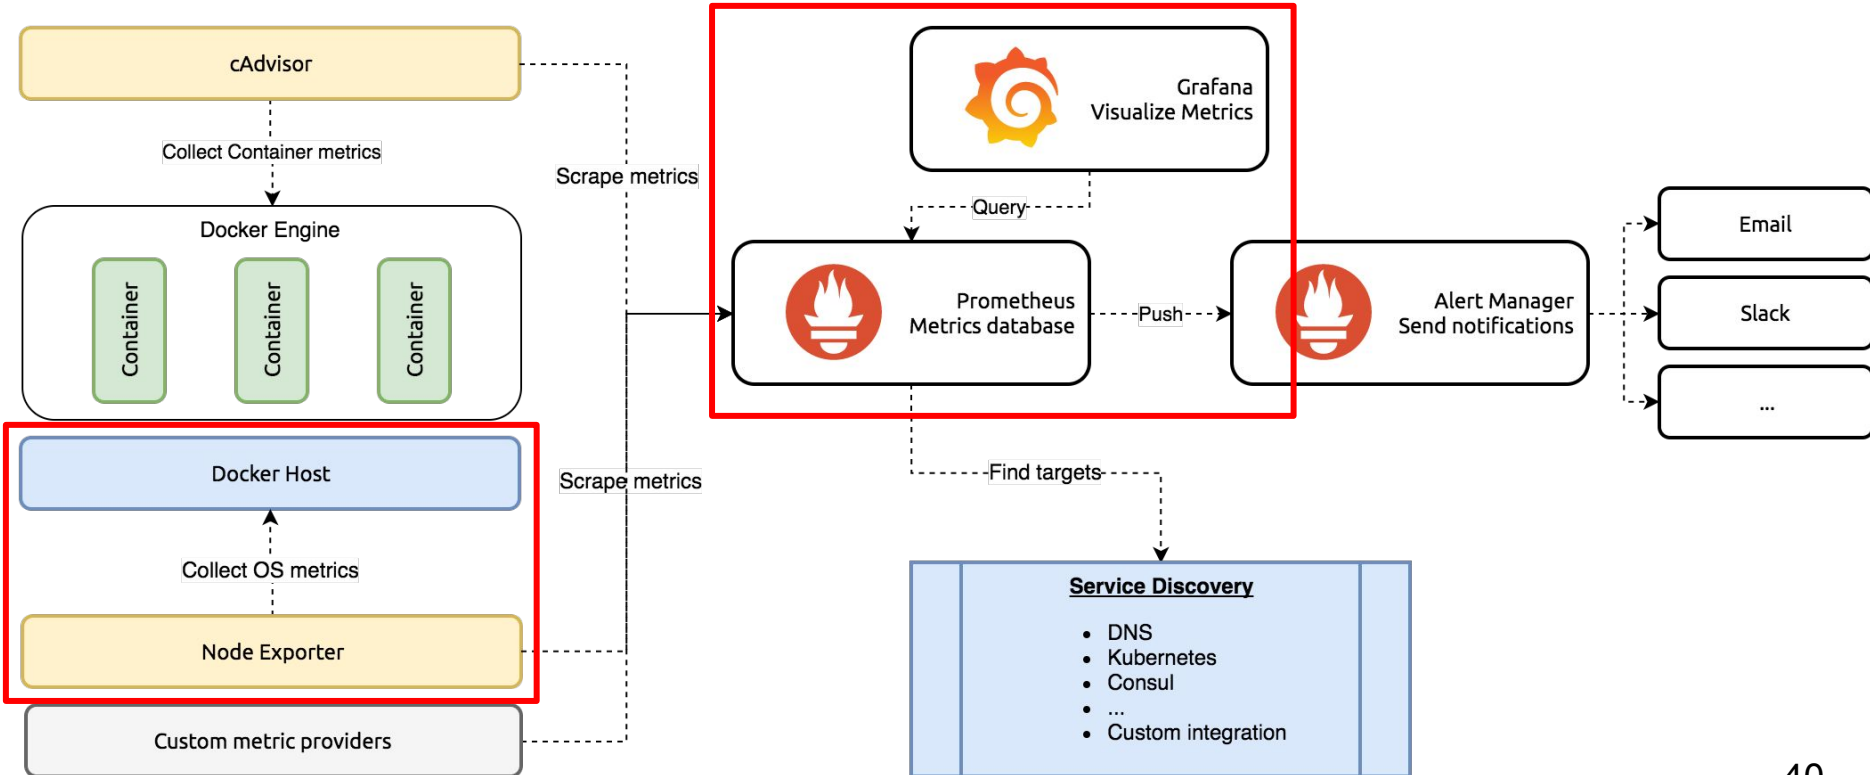 cAdvisor
Collect Container metrics
Docker Engine
Container
Container
Container
Docker Host
Collect OS metrics
Node Exporter
Custom metric providers
Scrape metrics
Scrape metrics
Grafana
Visualize Metrics
Query
Prometheus
Metrics database
Push
Alert Manager
Send notifications
Email
Slack
...
Find targets
Service Discovery
• DNS
• Kubernetes
• Consul
• ...
• Custom integration
40